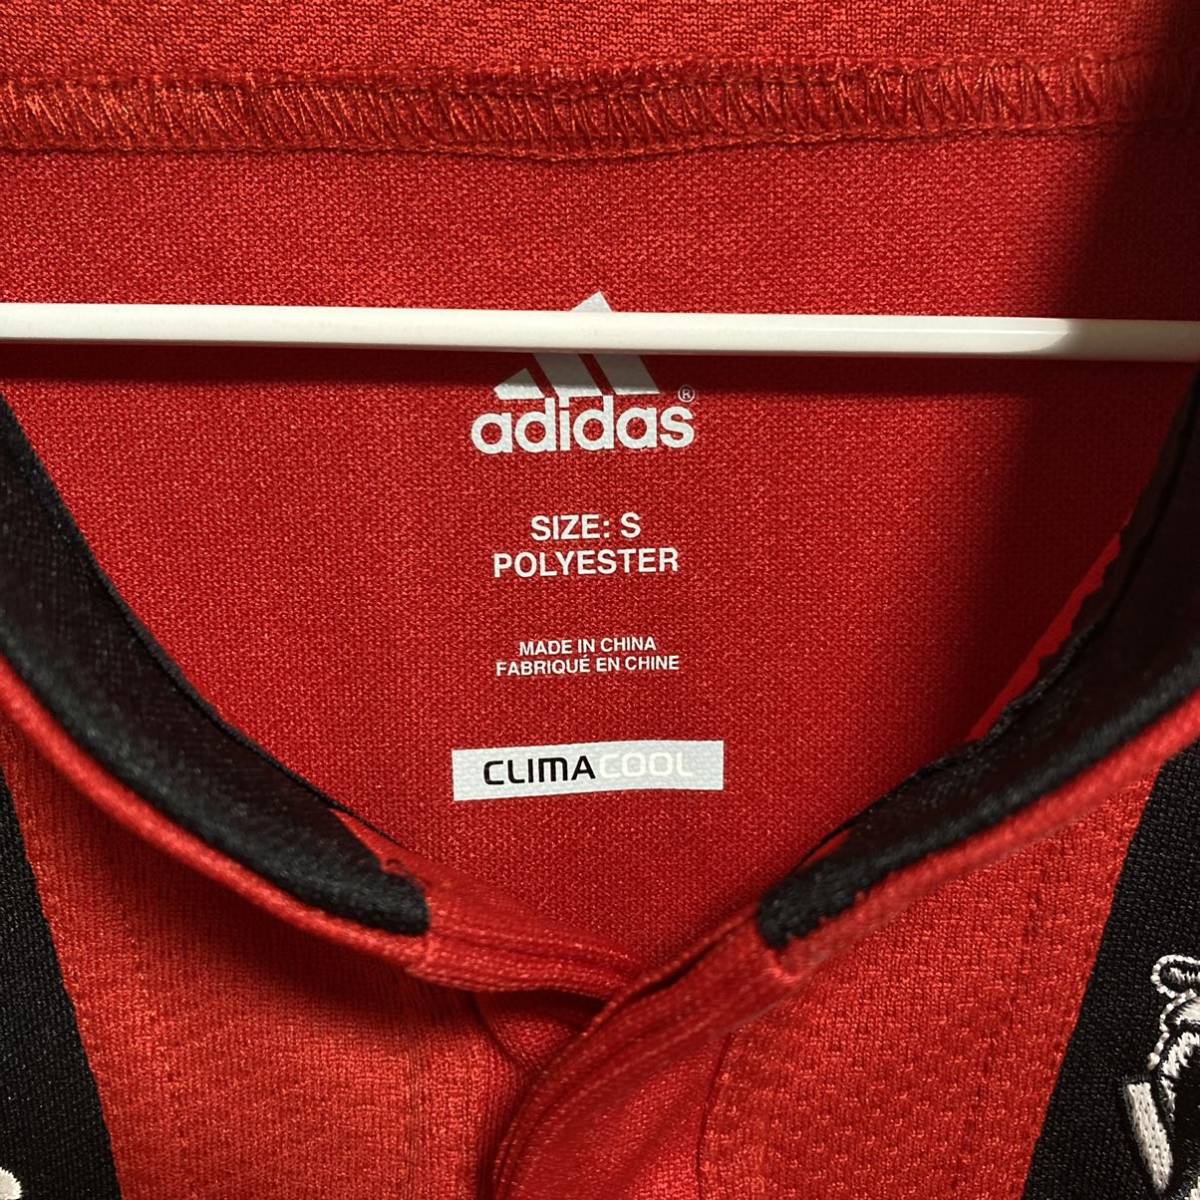 adidas®
SIZE: S
POLYESTER
MADE IN CHINA
FABRIQUÉ EN CHINE
CLIMACOOL